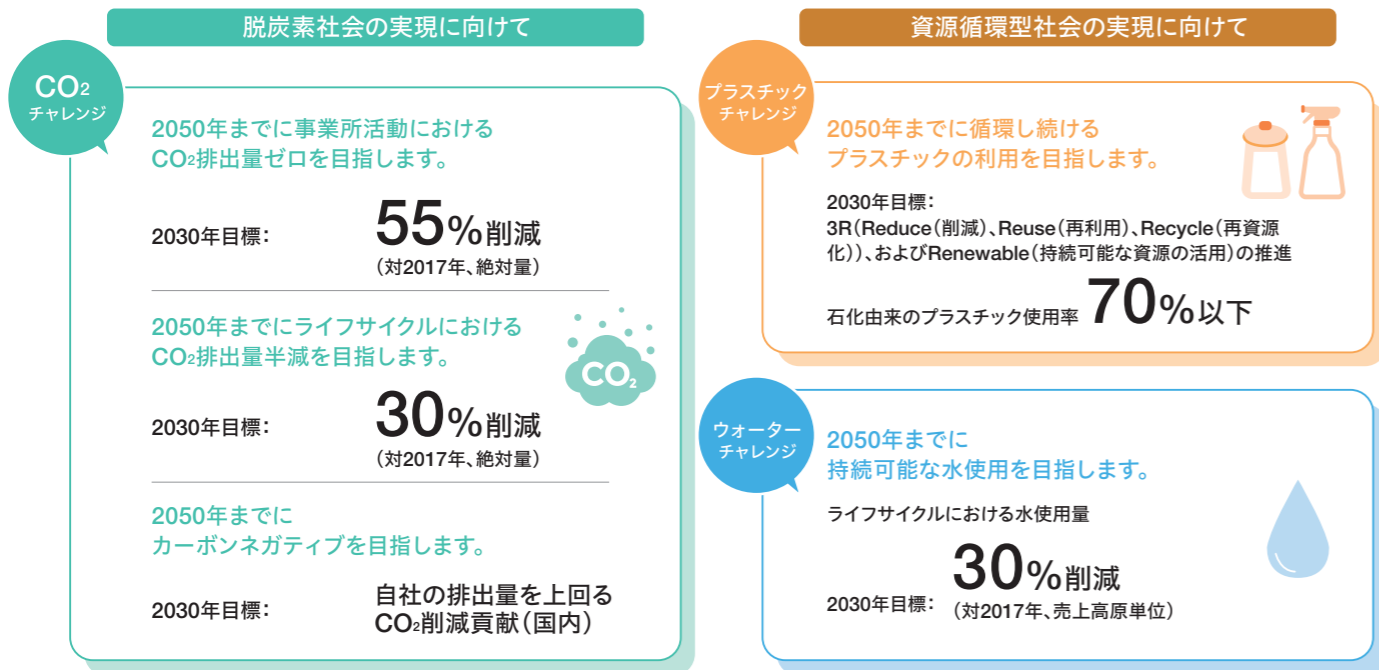 脱炭素社会の実現に向けて
CO2
チャレンジ
2050年までに事業所活動における
CO2排出量ゼロを目指します。
2030年目標：
55%削減
（対2017年、絶対量）
2050年までにライフサイクルにおける
CO2排出量半減を目指します。
CO2
2030年目標：
30%削減
（対2017年、絶対量）
2050年までに
カーボンネガティブを目指します。
2030年目標：
自社の排出量を上回る
CO2削減貢献（国内）
資源循環型社会の実現に向けて
プラスチック
チャレンジ
2050年までに循環し続ける
プラスチックの利用を目指します。
2030年目標：
3R（Reduce（削減）、Reuse（再利用）、Recycle（再資源
化））、およびRenewable（持続可能な資源の活用）の推進
石化由来のプラスチック使用率 70%以下
ウォーター
チャレンジ
2050年までに
持続可能な水使用を目指します。
ライフサイクルにおける水使用量
2030年目標：
30%削減
（対2017年、売上高原単位）